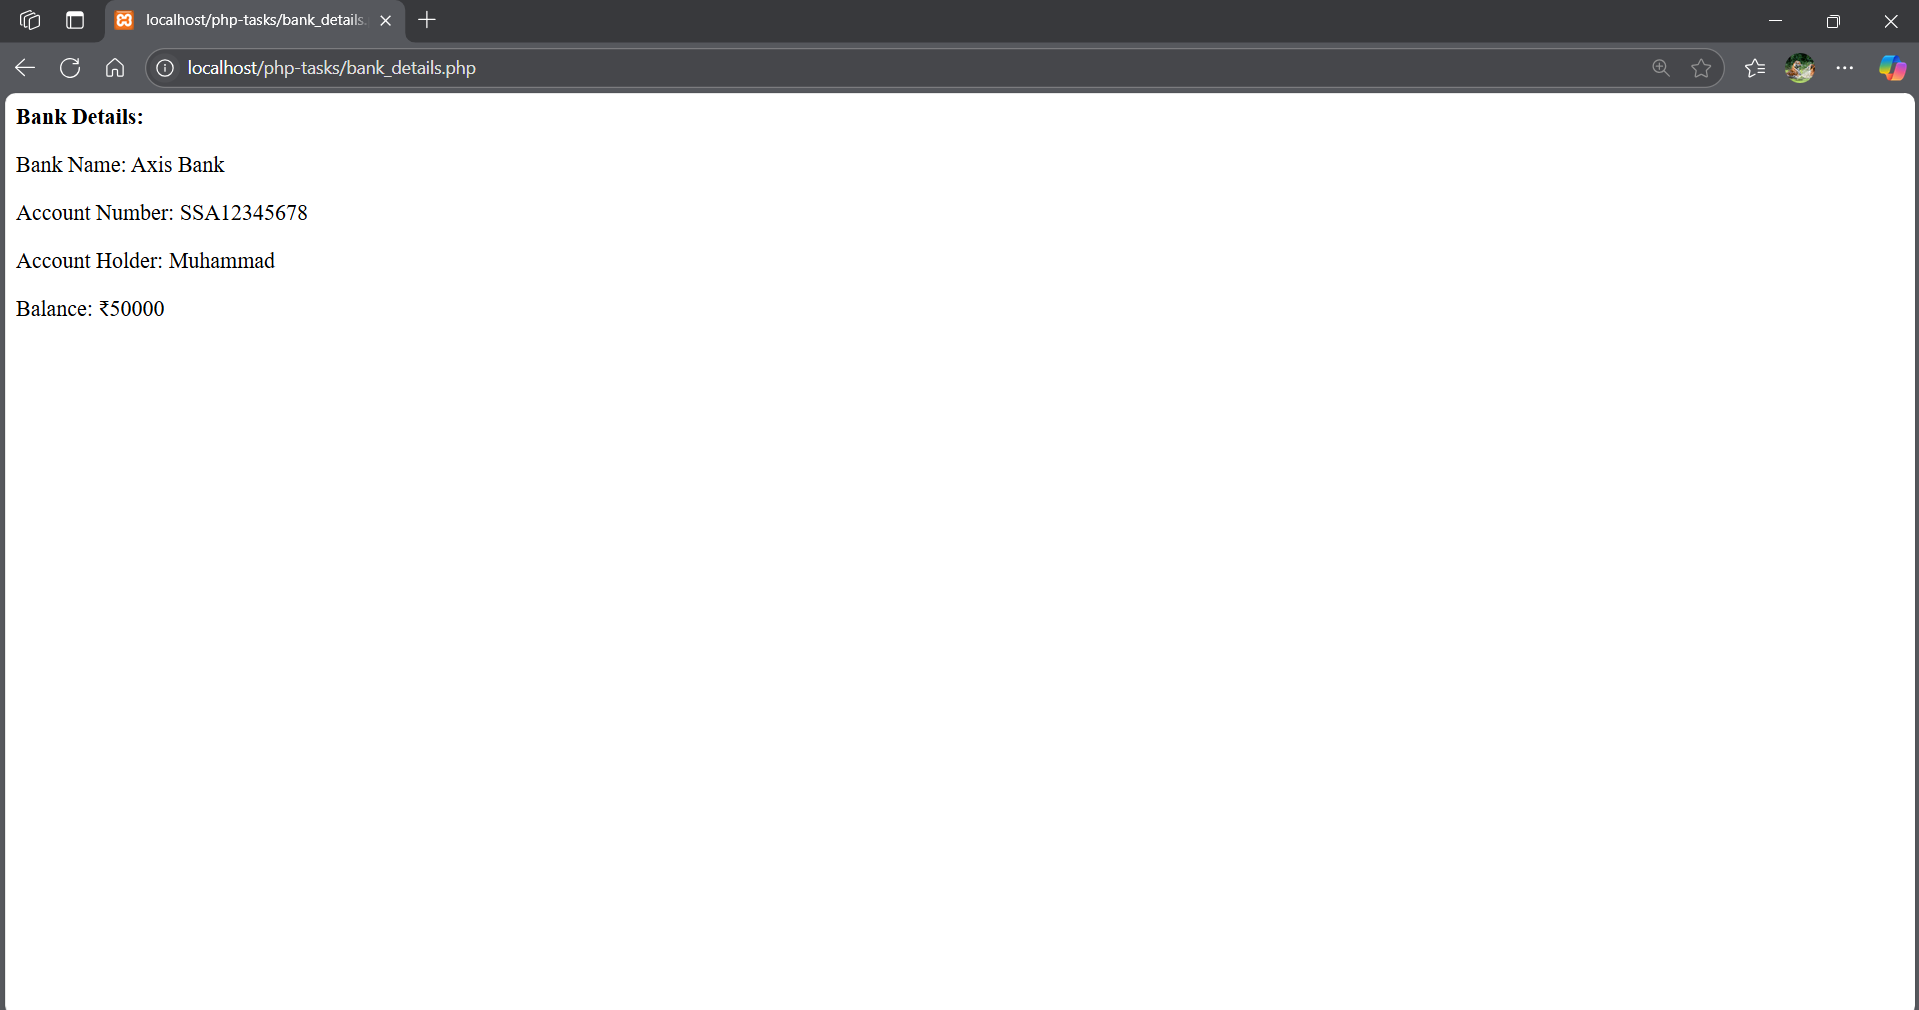 localhost/php-tasks/bank_details.
localhost/php-tasks/bank_details.php
Bank Details:
Bank Name: Axis Bank
Account Number: SSA12345678
Account Holder: Muhammad
Balance: ₹50000